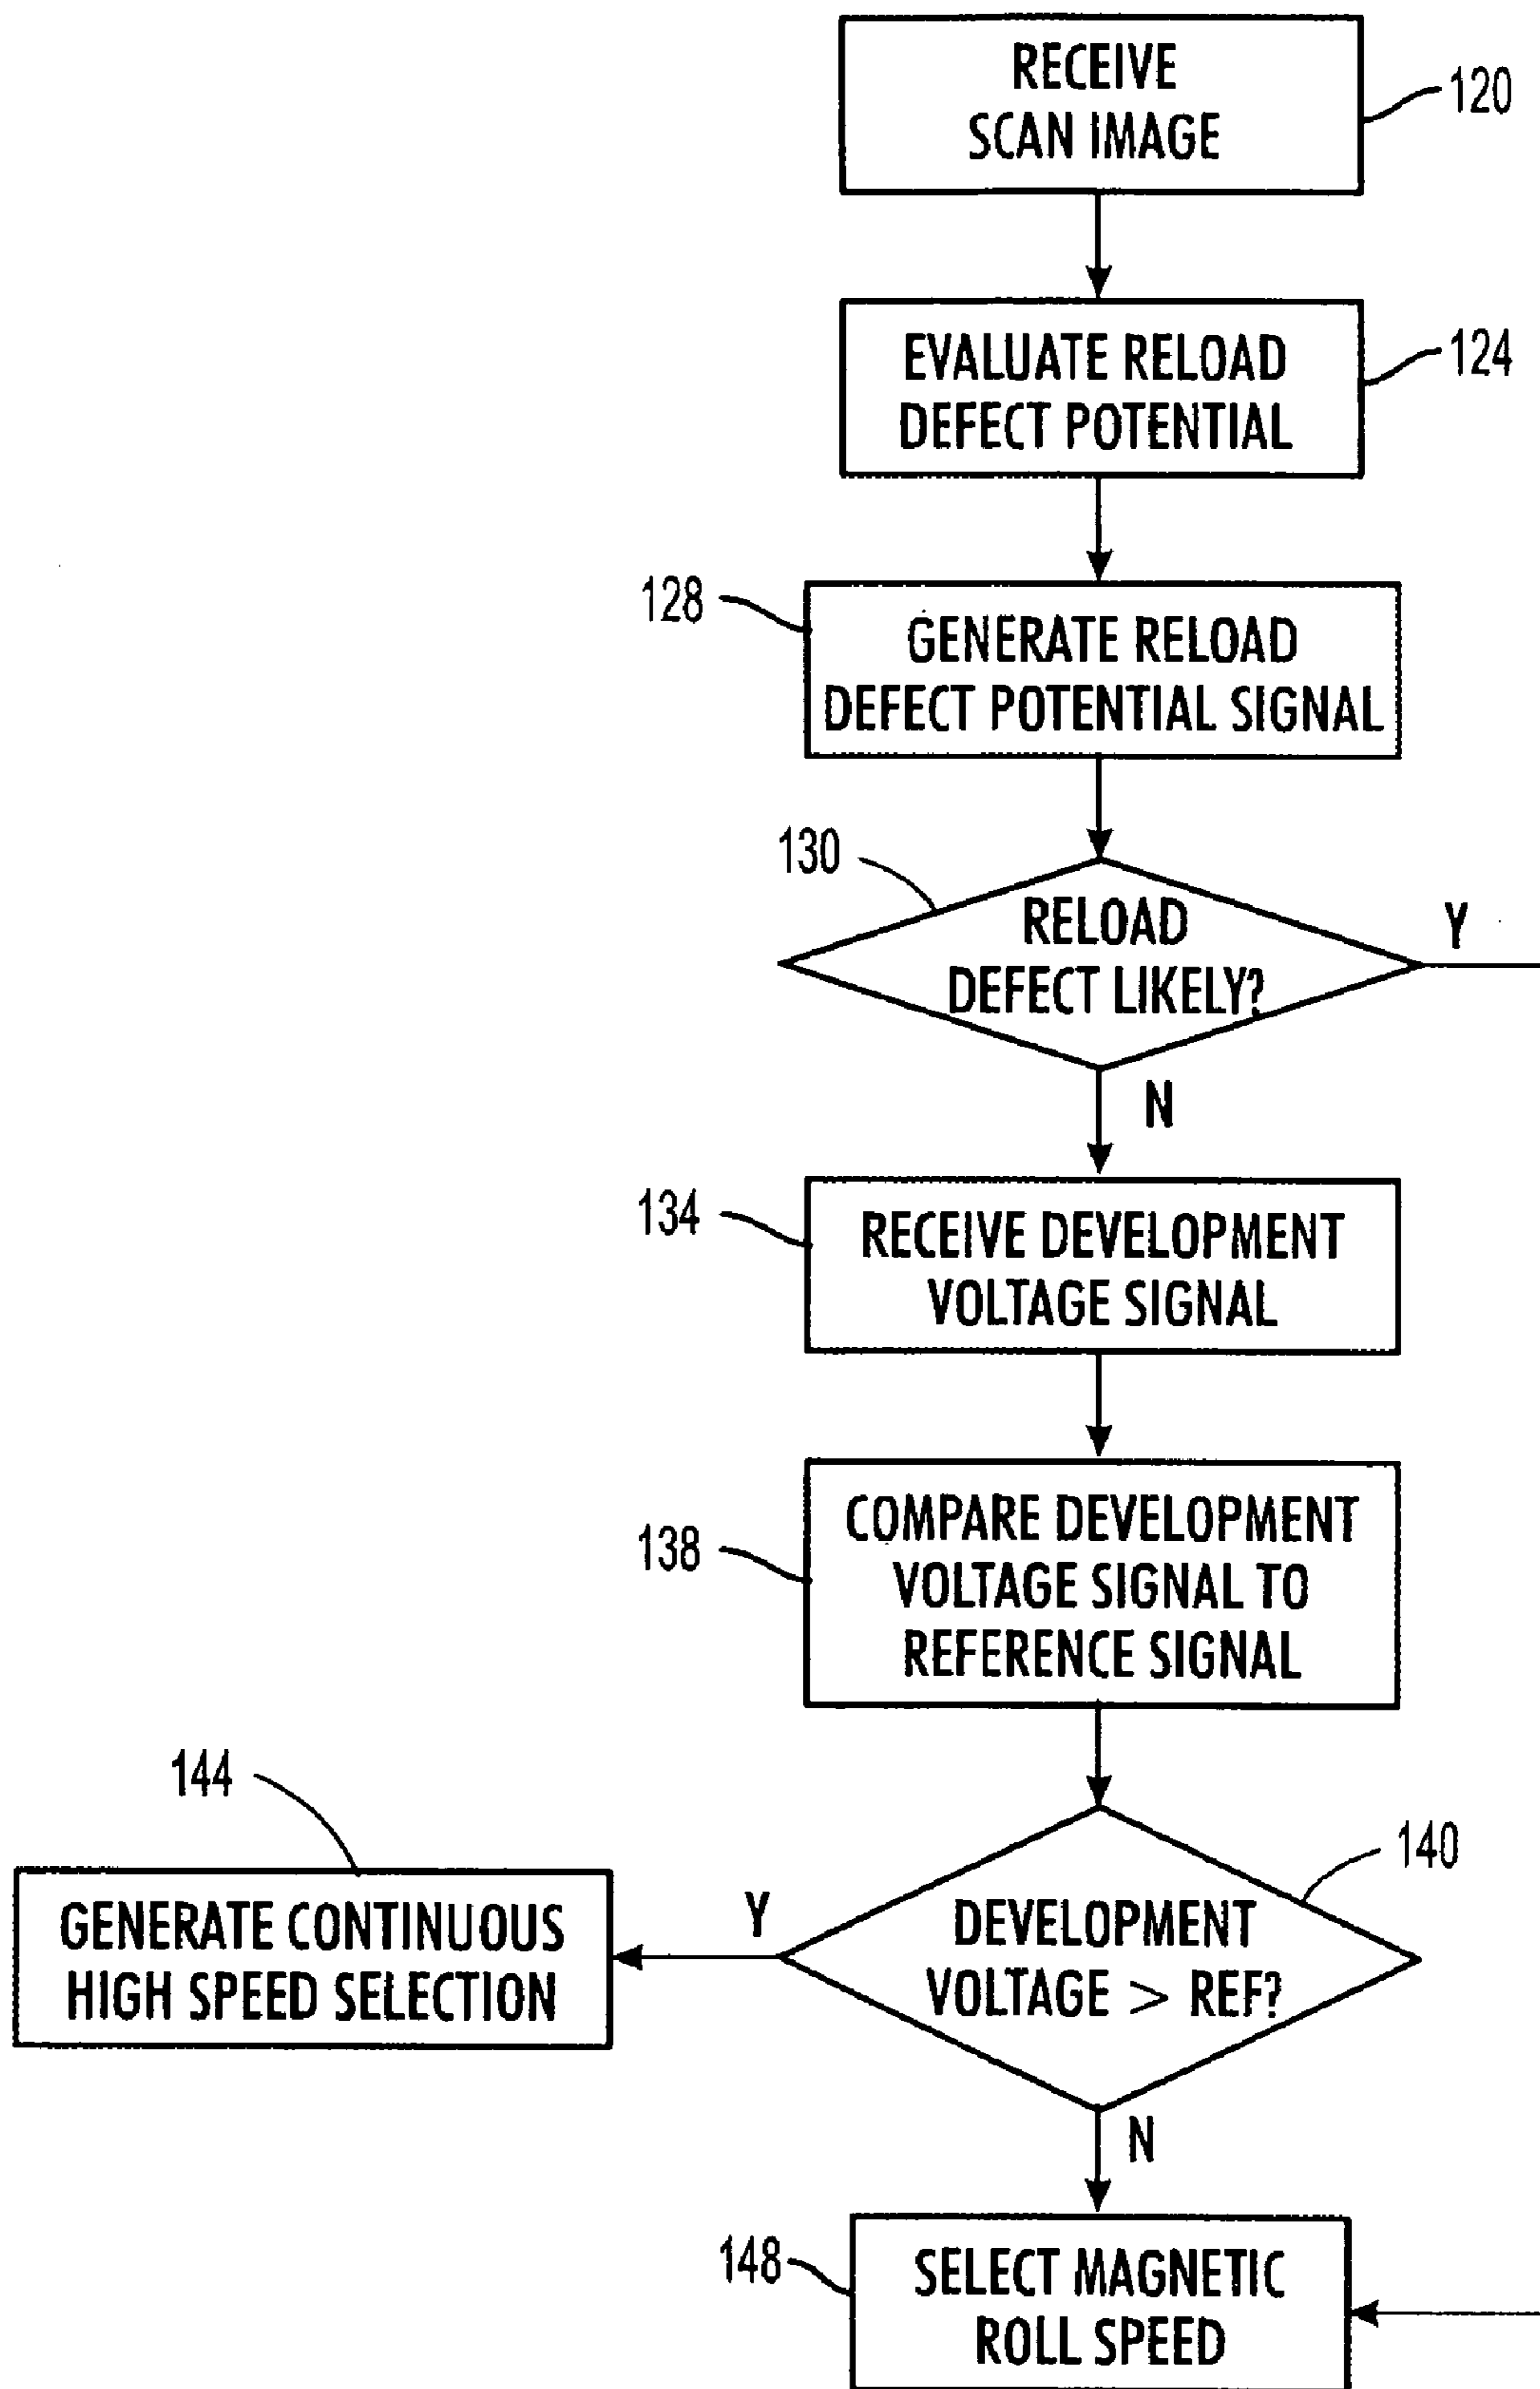 RECEIVE
SCAN IMAGE
120
EVALUATE RELOAD
DEFECT POTENTIAL
124
128
GENERATE RELOAD
DEFECT POTENTIAL SIGNAL
130
RELOAD
DEFECT LIKELY?
Y
N
134
RECEIVE DEVELOPMENT
VOLTAGE SIGNAL
138
COMPARE DEVELOPMENT
VOLTAGE SIGNAL TO
REFERENCE SIGNAL
140
DEVELOPMENT
VOLTAGE > REF?
Y
144
GENERATE CONTINUOUS
HIGH SPEED SELECTION
N
148
SELECT MAGNETIC
ROLL SPEED